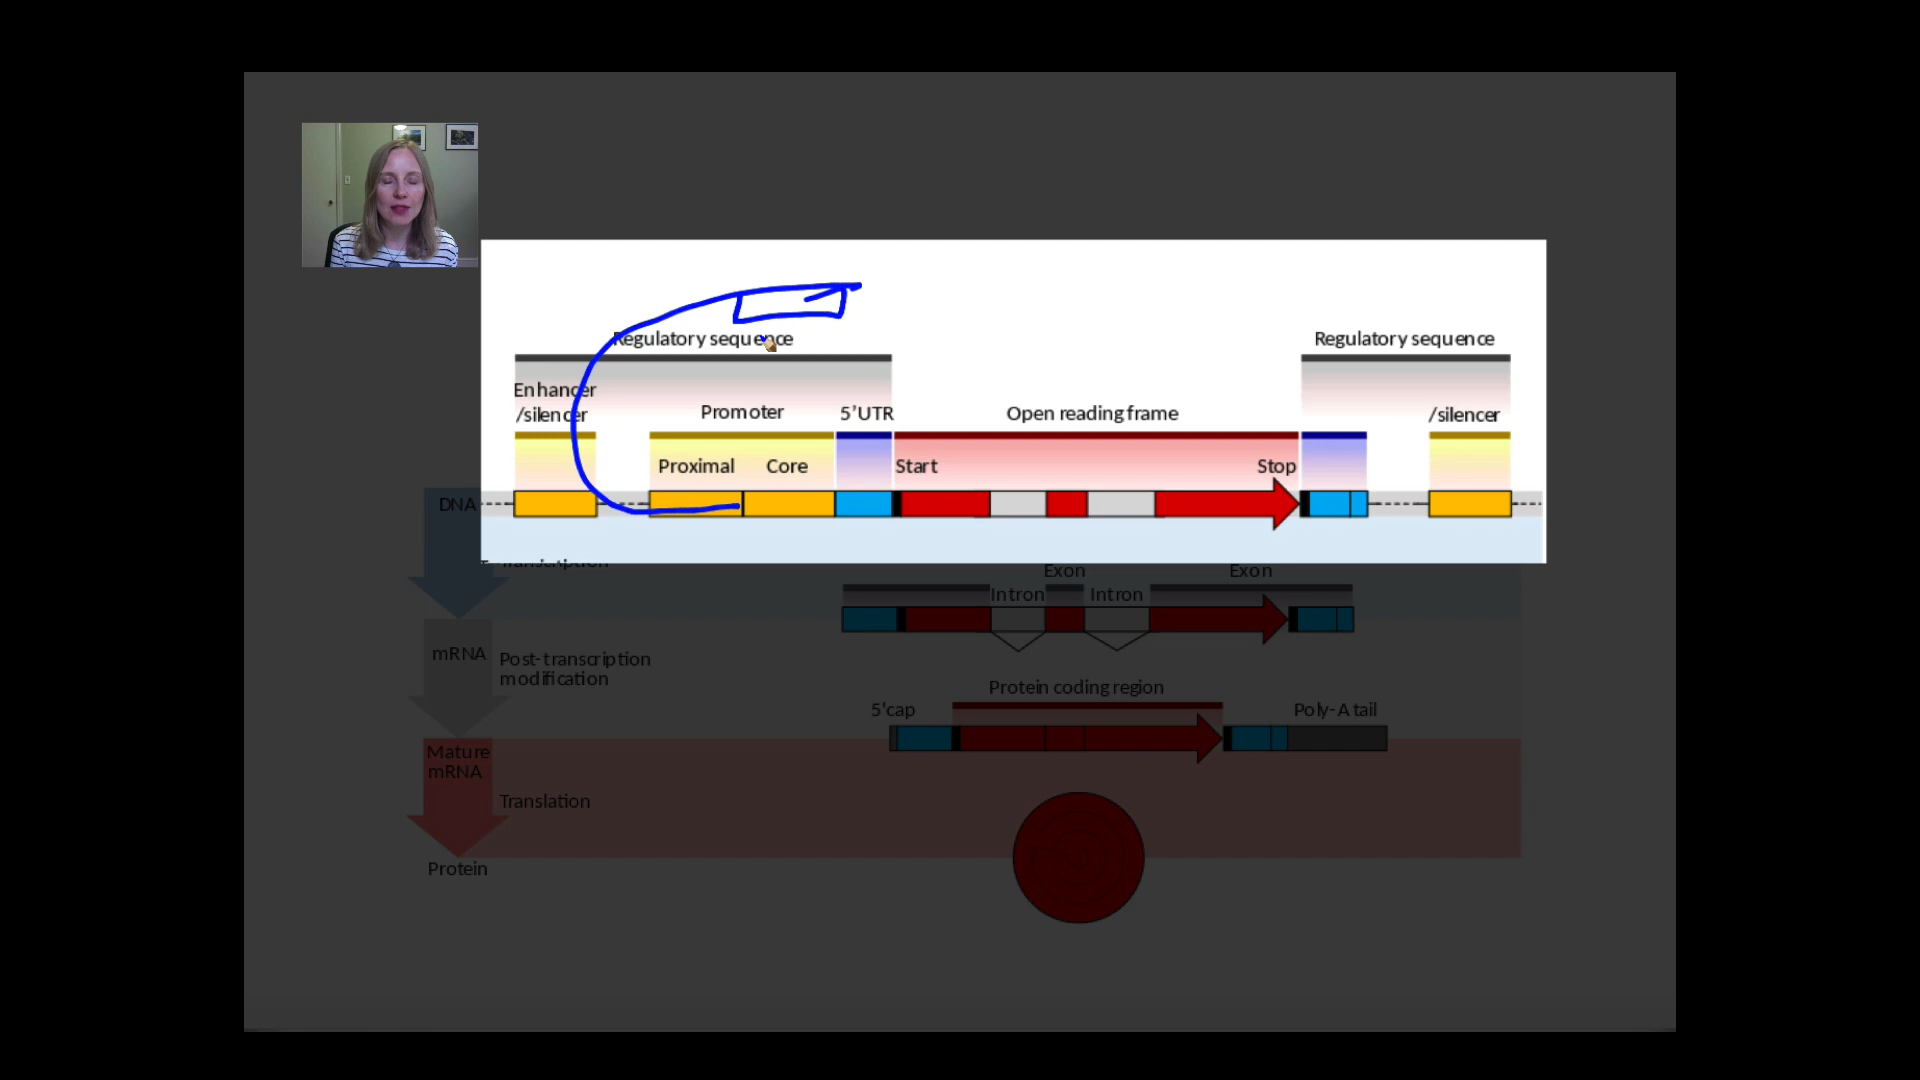 Regulatory sequence Regulatory sequence
Enhancer
/silencer Promoter 5'UTR Open reading frame /silencer
Proximal Core Start Stop
DNA
Exon Exon
Intron Intron
mRNA Post-transcription
modification
Protein coding region
5'cap Poly-A tail
Mature
mRNA
Translation
Protein